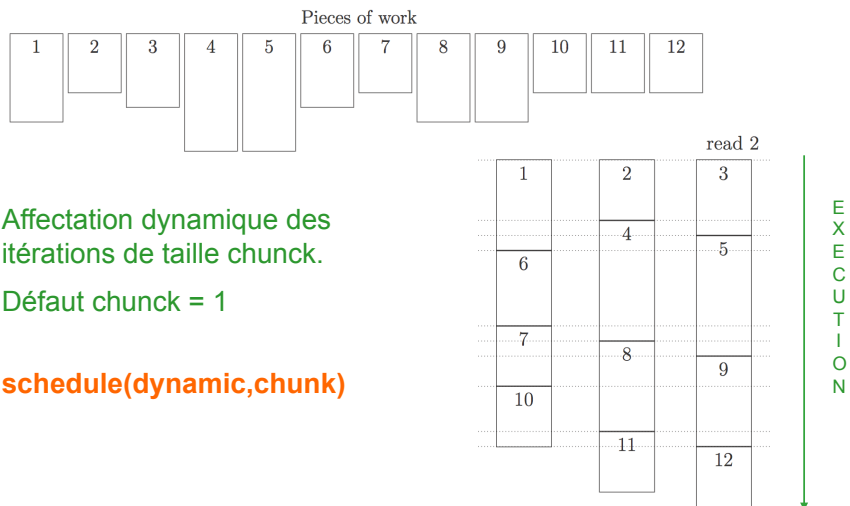 Pieces of work
1 2 3 4 5 6 7 8 9 10 11 12
read 2
1 2 3
4 5
6
7 8
9
10
11
12
Affectation dynamique des
itérations de taille chunck.
Défaut chunck = 1
schedule(dynamic,chunk)
E
X
E
C
U
T
I
O
N